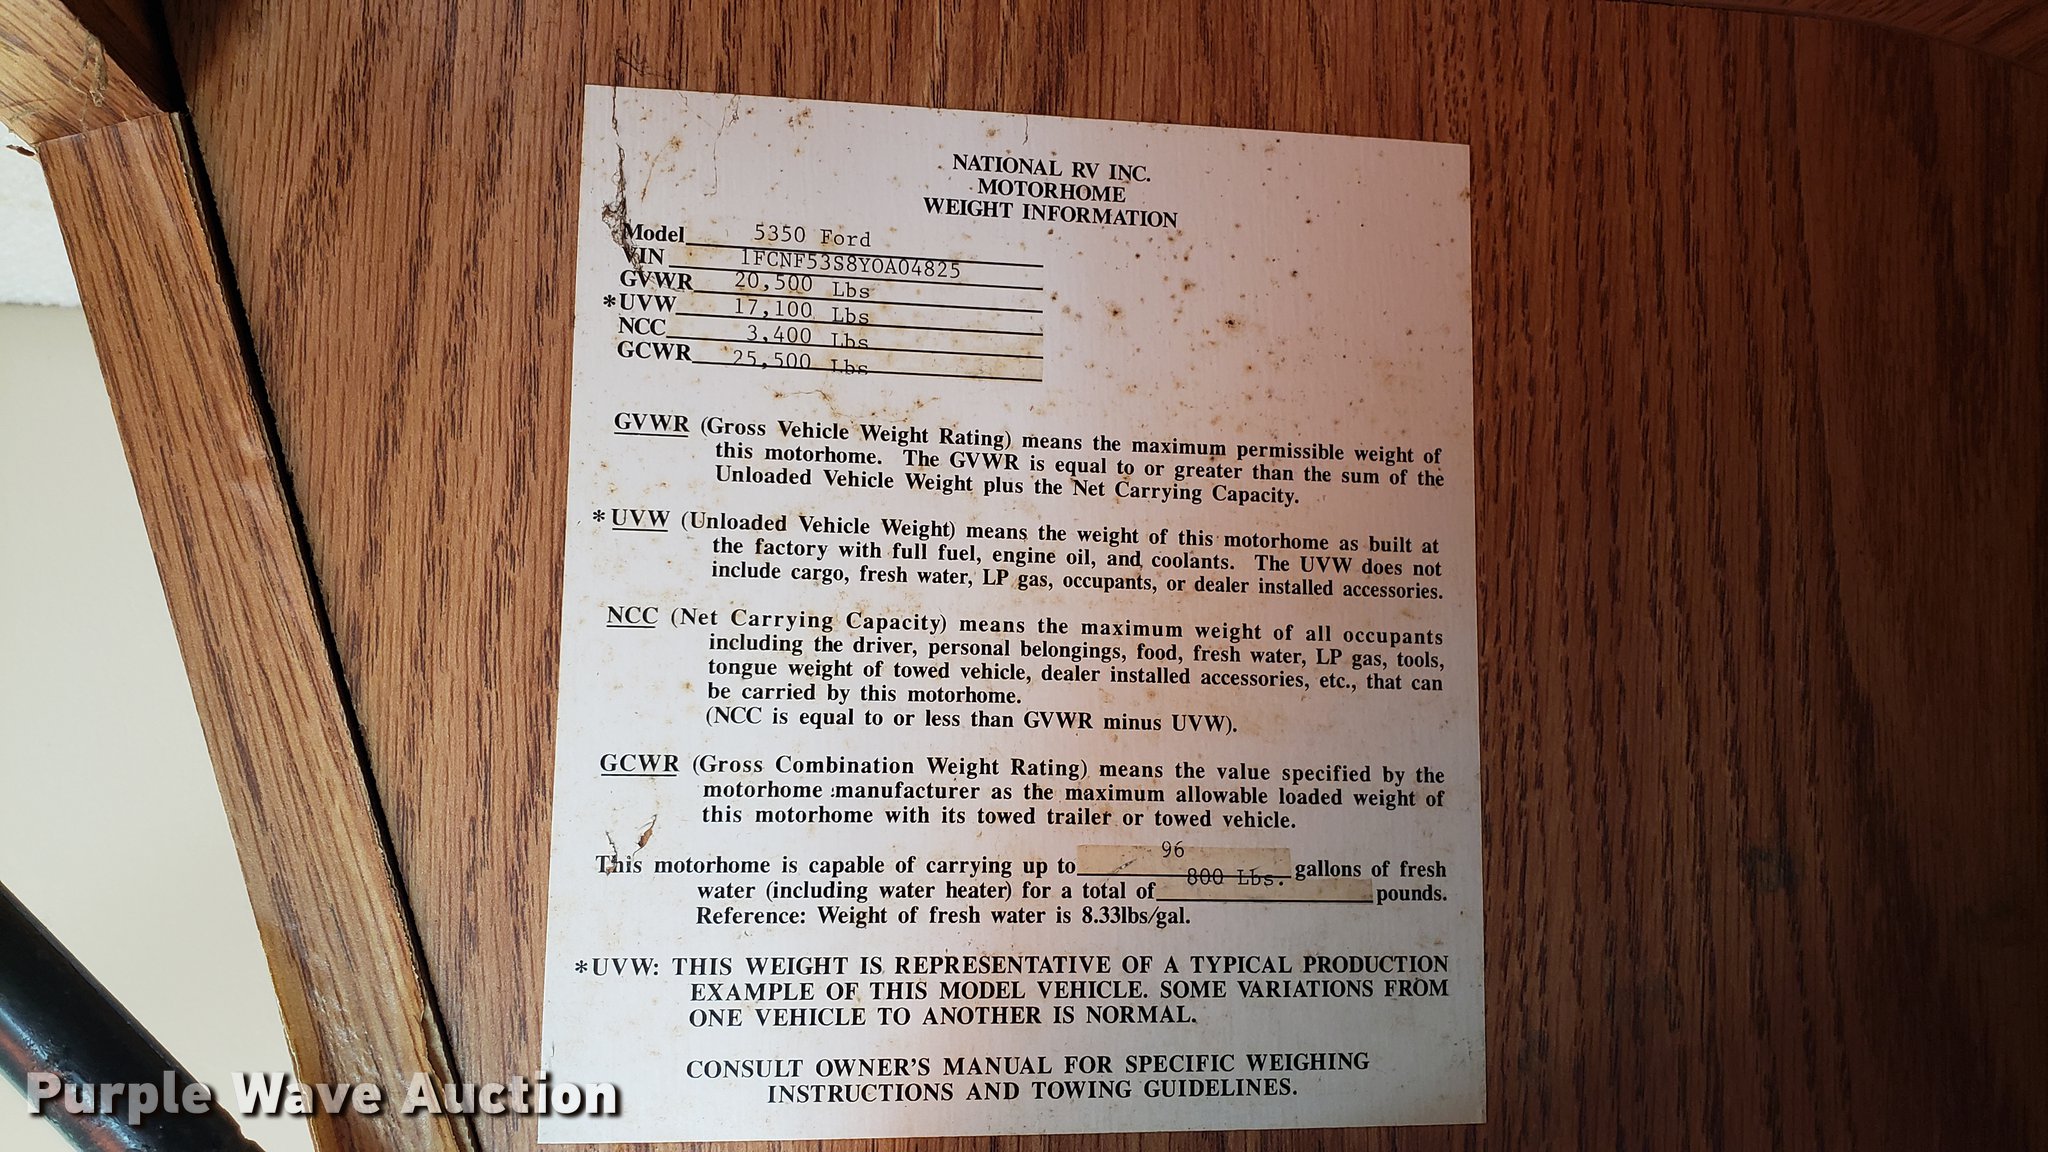 NATIONAL RV INC.
MOTORHOME
WEIGHT INFORMATION
Model 5350 Ford
VIN 1FCNF53S8Y0A04825
GVWR 20,500 Lbs
*UVW 17,100 Lbs
NCC 3,400 Lbs
GCWR 25,500 Lbs
GVWR (Gross Vehicle Weight Rating) means the maximum permissible weight of
this motorhome. The GVWR is equal to or greater than the sum of the
Unloaded Vehicle Weight plus the Net Carrying Capacity.
*UVW (Unloaded Vehicle Weight) means the weight of this motorhome as built at
the factory with full fuel, engine oil, and coolants. The UVW does not
include cargo, fresh water, LP gas, occupants, or dealer installed accessories.
NCC (Net Carrying Capacity) means the maximum weight of all occupants
including the driver, personal belongings, food, fresh water, LP gas, tools,
tongue weight of towed vehicle, dealer installed accessories, etc., that can
be carried by this motorhome.
(NCC is equal to or less than GVWR minus UVW).
GCWR (Gross Combination Weight Rating) means the value specified by the
motorhome manufacturer as the maximum allowable loaded weight of
this motorhome with its towed trailer or towed vehicle.
This motorhome is capable of carrying up to 96 gallons of fresh
water (including water heater) for a total of 800 Lbs. pounds.
Reference: Weight of fresh water is 8.33lbs/gal.
*UVW: THIS WEIGHT IS REPRESENTATIVE OF A TYPICAL PRODUCTION
EXAMPLE OF THIS MODEL VEHICLE. SOME VARIATIONS FROM
ONE VEHICLE TO ANOTHER IS NORMAL.
CONSULT OWNER'S MANUAL FOR SPECIFIC WEIGHING
INSTRUCTIONS AND TOWING GUIDELINES.
Purple Wave Auction